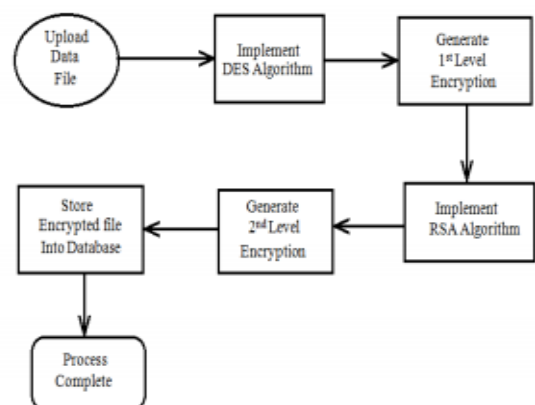 Upload
Data
File
Implement
DES Algorithm
Generate
1st Level
Encryption
Implement
RSA Algorithm
Generate
2nd Level
Encryption
Store
Encrypted file
Into Database
Process
Complete